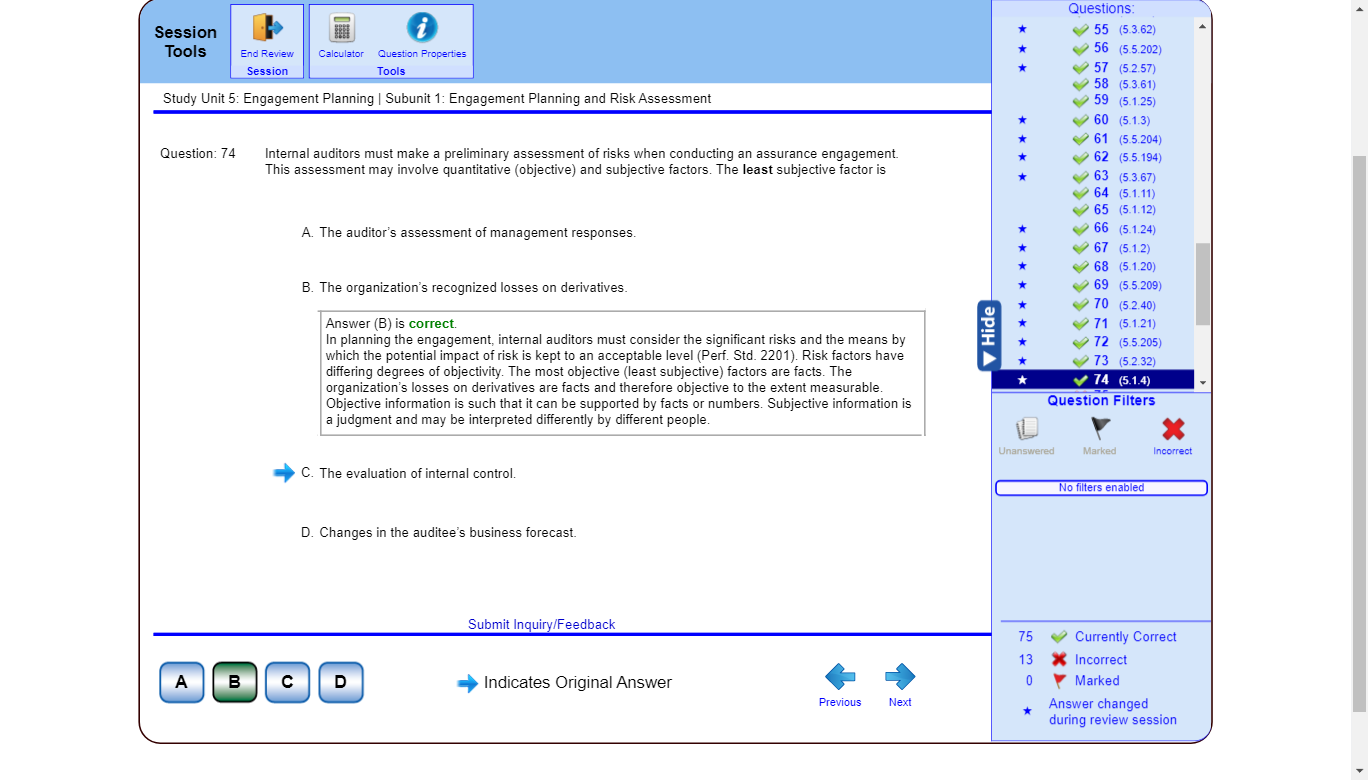 Session Tools
End Review
Session
Calculator
Question Properties
Tools
Study Unit 5: Engagement Planning | Subunit 1: Engagement Planning and Risk Assessment
Question: 74
Internal auditors must make a preliminary assessment of risks when conducting an assurance engagement.
This assessment may involve quantitative (objective) and subjective factors. The least subjective factor is
A. The auditor's assessment of management responses.
B. The organization's recognized losses on derivatives.
Answer (B) is correct.
In planning the engagement, internal auditors must consider the significant risks and the means by
which the potential impact of risk is kept to an acceptable level (Perf. Std. 2201). Risk factors have
differing degrees of objectivity. The most objective (least subjective) factors are facts. The
organization's losses on derivatives are facts and therefore objective to the extent measurable.
Objective information is such that it can be supported by facts or numbers. Subjective information is
a judgment and may be interpreted differently by different people.
C. The evaluation of internal control.
D. Changes in the auditee's business forecast.
Submit Inquiry/Feedback
A B C D
Indicates Original Answer
Previous
Next
Questions:
★ 55 (5.3.62)
★ 56 (5.5.202)
★ 57 (5.2.57)
58 (5.3.61)
59 (5.1.25)
★ 60 (5.1.3)
★ 61 (5.5.204)
★ 62 (5.5.194)
★ 63 (5.3.67)
64 (5.1.11)
65 (5.1.12)
★ 66 (5.1.24)
★ 67 (5.1.2)
★ 68 (5.1.20)
★ 69 (5.5.209)
★ 70 (5.2.40)
★ 71 (5.1.21)
★ 72 (5.5.205)
★ 73 (5.2.32)
★ 74 (5.1.4)
Hide
Question Filters
Unanswered
Marked
Incorrect
No filters enabled
75 Currently Correct
13 Incorrect
0 Marked
★ Answer changed
during review session